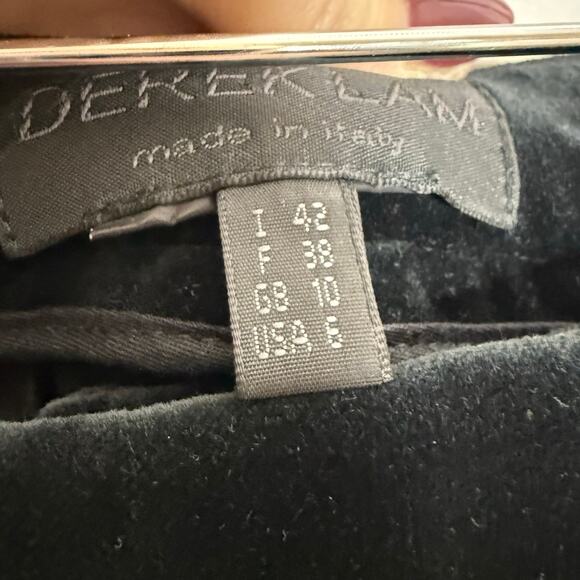 DEREK LAM
made in italy
I 42
F 38
GB 10
USA 6